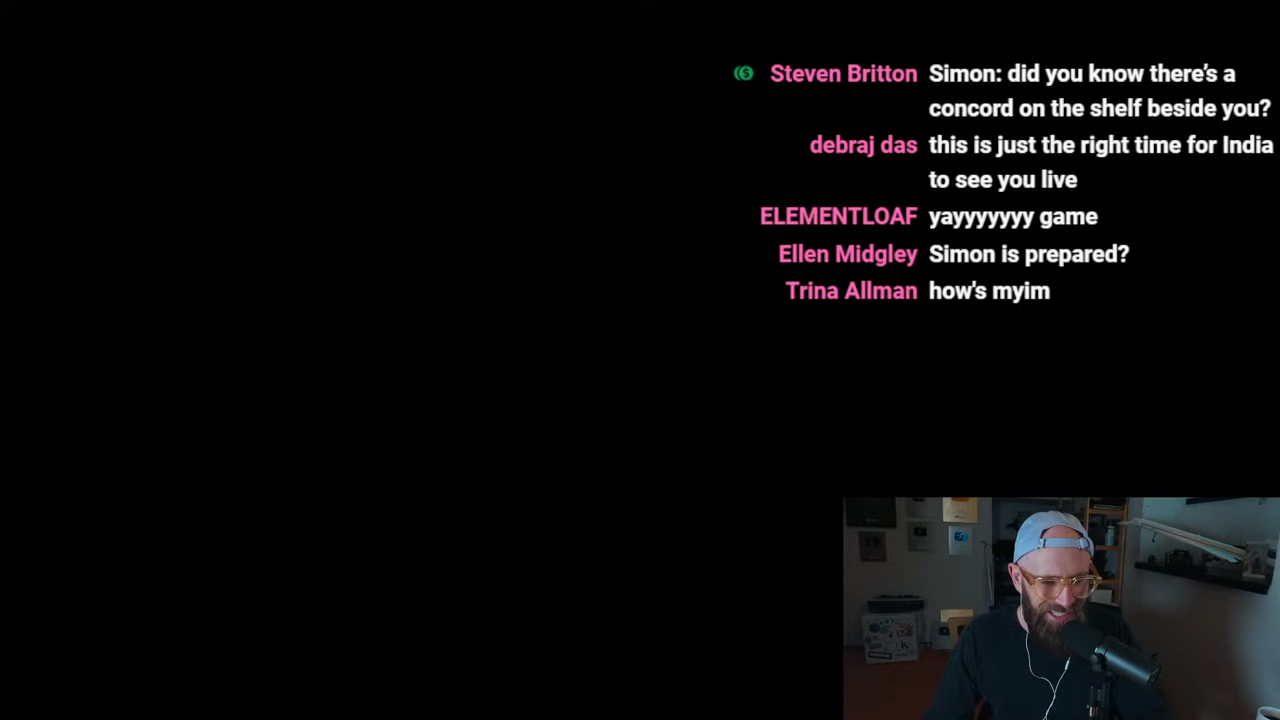 Steven Britton Simon: did you know there's a
concord on the shelf beside you?
debraj das this is just the right time for India
to see you live
ELEMENTLOAF yayyyyyyy game
Ellen Midgley Simon is prepared?
Trina Allman how's myim